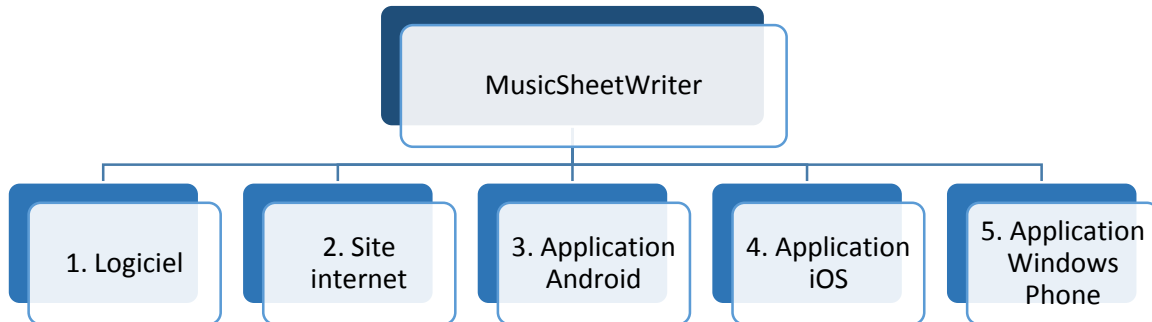 MusicSheetWriter
1. Logiciel
2. Site
internet
3. Application
Android
4. Application
iOS
5. Application
Windows
Phone